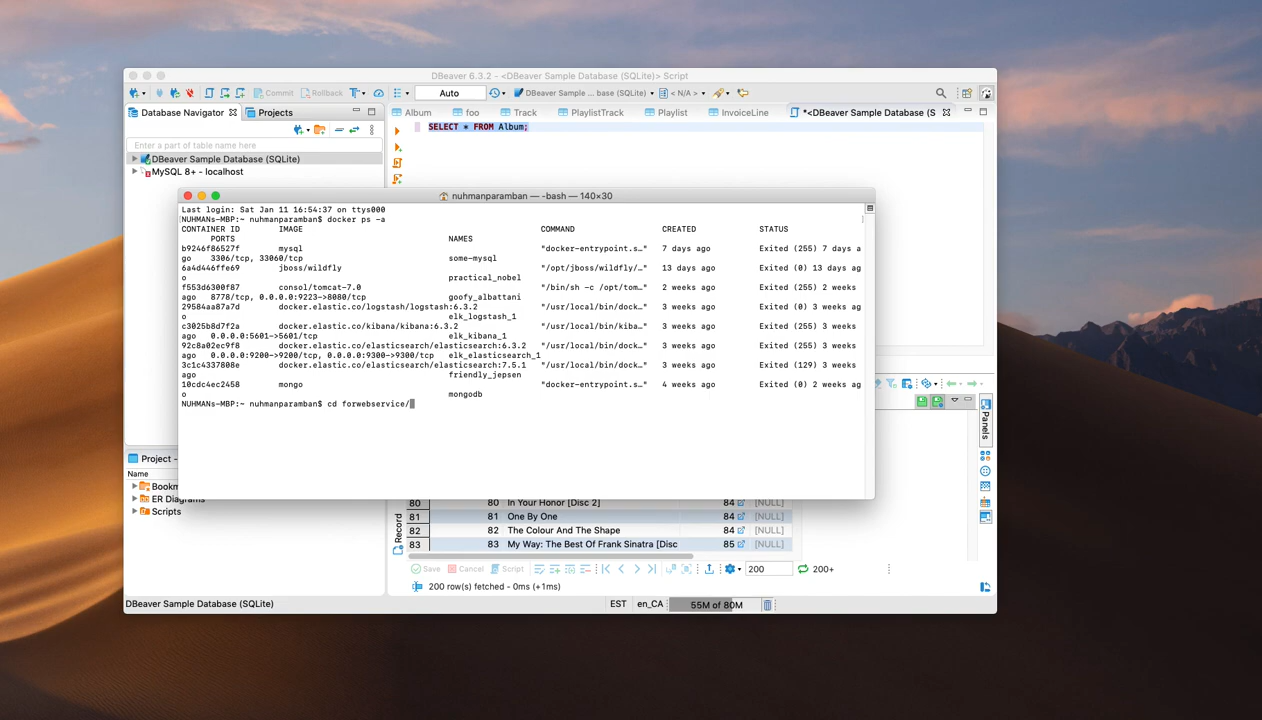 DBeaver 6.3.2 - <DBeaver Sample Database (SQLite)> Script
Commit Rollback Auto DBeaver Sample ... base (SQLite) < N/A >
Database Navigator Projects
Album foo Track PlaylistTrack Playlist InvoiceLine *<DBeaver Sample Database (S
SELECT * FROM Album;
Enter a part of table name here
DBeaver Sample Database (SQLite)
MySQL 8+ - localhost
nuhmanparamban — -bash — 140×30
Last login: Sat Jan 11 16:54:37 on ttys000
NUHMANs-MBP:~ nuhmanparamban$ docker ps -a
CONTAINER ID IMAGE COMMAND CREATED STATUS
PORTS NAMES
b9246f86527f mysql "docker-entrypoint.s…" 7 days ago Exited (255) 7 days a
go 3306/tcp, 33060/tcp some-mysql
6a4d446ffe69 jboss/wildfly "/opt/jboss/wildfly/…" 13 days ago Exited (0) 13 days ag
o practical_nobel
f553d6300f87 consol/tomcat-7.0 "/bin/sh -c /opt/tom…" 2 weeks ago Exited (255) 2 weeks
ago 8778/tcp, 0.0.0.0:9223->8080/tcp goofy_albattani
29584aa87a7d docker.elastic.co/logstash/logstash:6.3.2 "/usr/local/bin/dock…" 3 weeks ago Exited (0) 3 weeks ag
o elk_logstash_1
c3025b8d7f2a docker.elastic.co/kibana/kibana:6.3.2 "/usr/local/bin/kiba…" 3 weeks ago Exited (255) 3 weeks
ago 0.0.0.0:5601->5601/tcp elk_kibana_1
92c8a02ec9f8 docker.elastic.co/elasticsearch/elasticsearch:6.3.2 "/usr/local/bin/dock…" 3 weeks ago Exited (255) 3 weeks
ago 0.0.0.0:9200->9200/tcp, 0.0.0.0:9300->9300/tcp elk_elasticsearch_1
3c1c4337808e docker.elastic.co/elasticsearch/elasticsearch:7.5.1 "/usr/local/bin/dock…" 3 weeks ago Exited (129) 3 weeks
ago friendly_jepsen
10cdc4ec2458 mongo "docker-entrypoint.s…" 4 weeks ago Exited (0) 2 weeks ag
o mongodb
NUHMANs-MBP:~ nuhmanparamban$ cd forwebservice/
Panels
Project -
Name
Bookm
ER Diagrams
Scripts
Record
80 80 In Your Honor [Disc 2] 84 [NULL]
81 81 One By One 84 [NULL]
82 82 The Colour And The Shape 84 [NULL]
83 83 My Way: The Best Of Frank Sinatra [Disc 85 [NULL]
Save Cancel Script 200 200+
200 row(s) fetched - 0ms (+1ms)
DBeaver Sample Database (SQLite) EST en_CA 55M of 80M